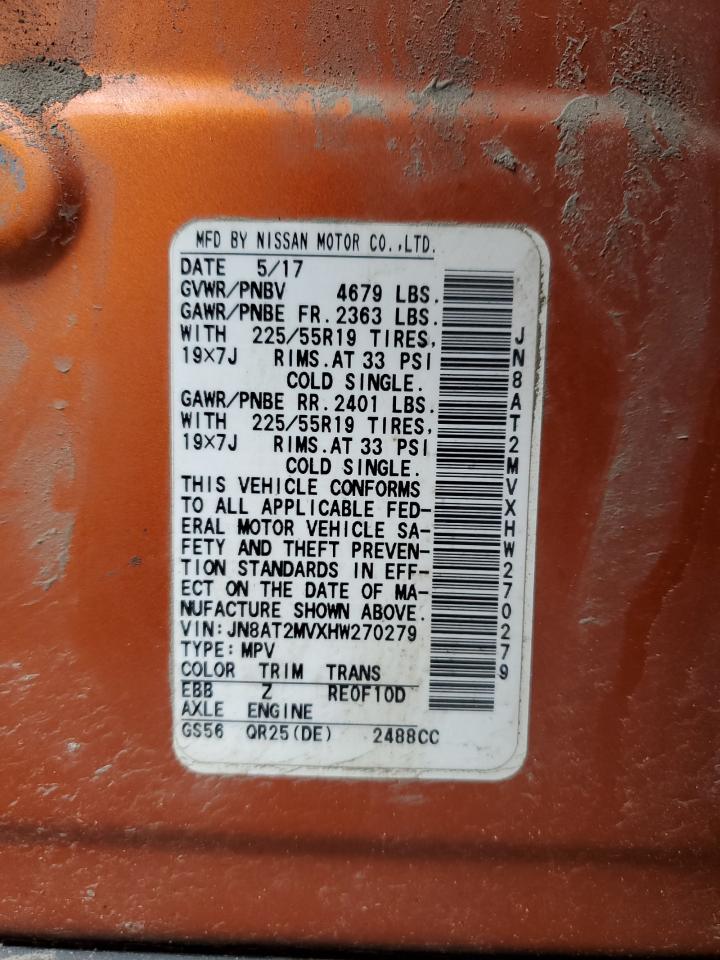 MFD BY NISSAN MOTOR CO.,LTD.
DATE 5/17
GVWR/PNBV 4679 LBS.
GAWR/PNBE FR.2363 LBS.
WITH 225/55R19 TIRES,
19×7J RIMS.AT 33 PSI
COLD SINGLE.
GAWR/PNBE RR.2401 LBS.
WITH 225/55R19 TIRES,
19×7J RIMS.AT 33 PSI
COLD SINGLE.
THIS VEHICLE CONFORMS
TO ALL APPLICABLE FED-
ERAL MOTOR VEHICLE SA-
FETY AND THEFT PREVEN-
TION STANDARDS IN EFF-
ECT ON THE DATE OF MA-
NUFACTURE SHOWN ABOVE.
VIN:JN8AT2MVXHW270279
TYPE:MPV
COLOR TRIM TRANS
EBB Z RE0F10D
AXLE ENGINE
GS56 QR25(DE) 2488CC
JN8AT2MVXHW270279